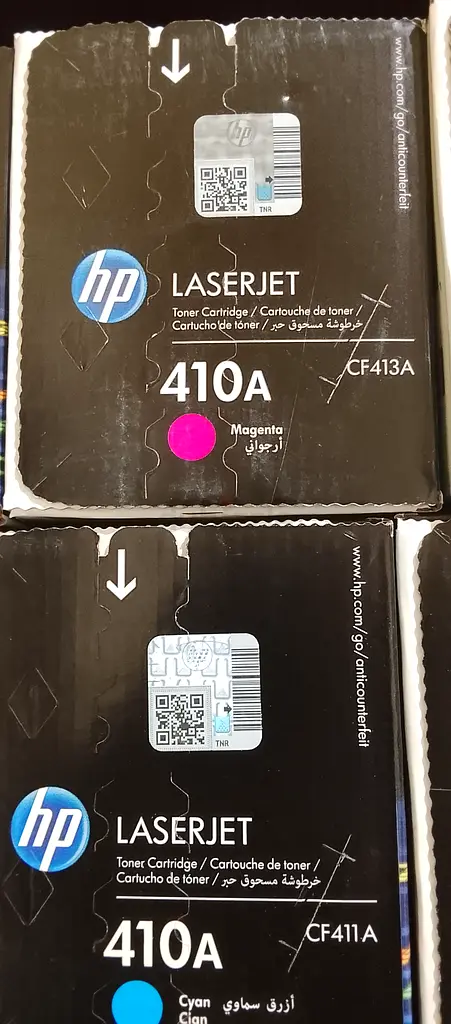 www.hp.com/go/anticounterfeit
hp
TNR
hp
LASERJET
Toner Cartridge / Cartouche de toner /
Cartucho de tóner / خرطوشة مسحوق حبر
410A
CF413A
Magenta
أرجواني
www.hp.com/go/anticounterfeit
hp
TNR
hp
LASERJET
Toner Cartridge / Cartouche de toner /
Cartucho de tóner / خرطوشة مسحوق حبر
410A
CF411A
Cyan أزرق سماوي
Cian